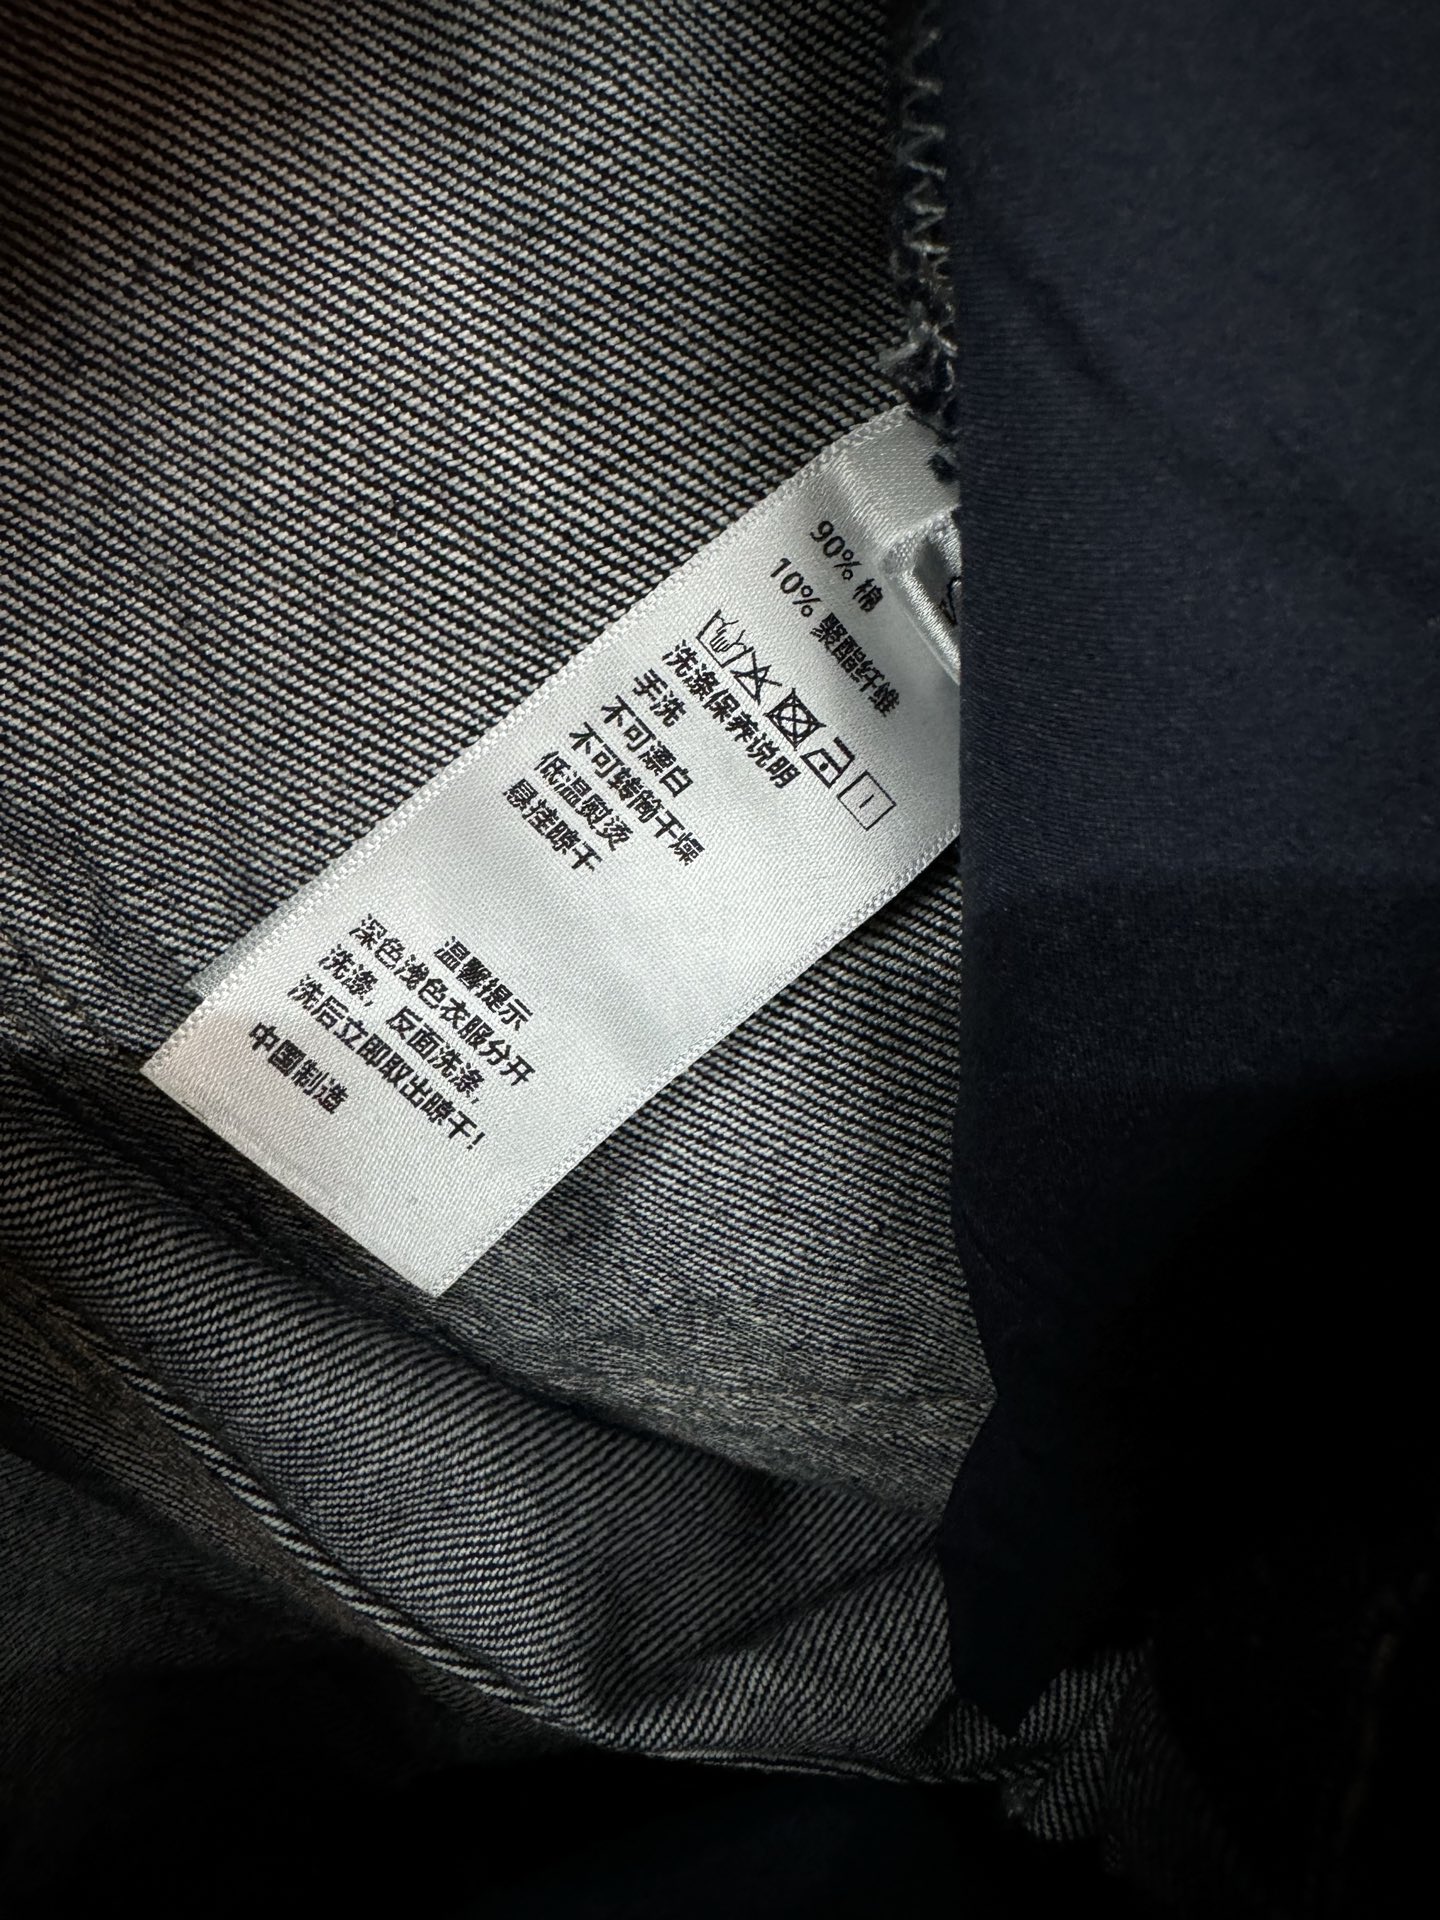 90% 棉
10% 聚酯纤维
洗涤保养说明
手洗
不可漂白
不可转筒干燥
低温熨烫
悬挂晾干
温馨提示
深色浅色衣服分开
洗涤，反面洗涤，
洗后立即取出晾干！
中国制造